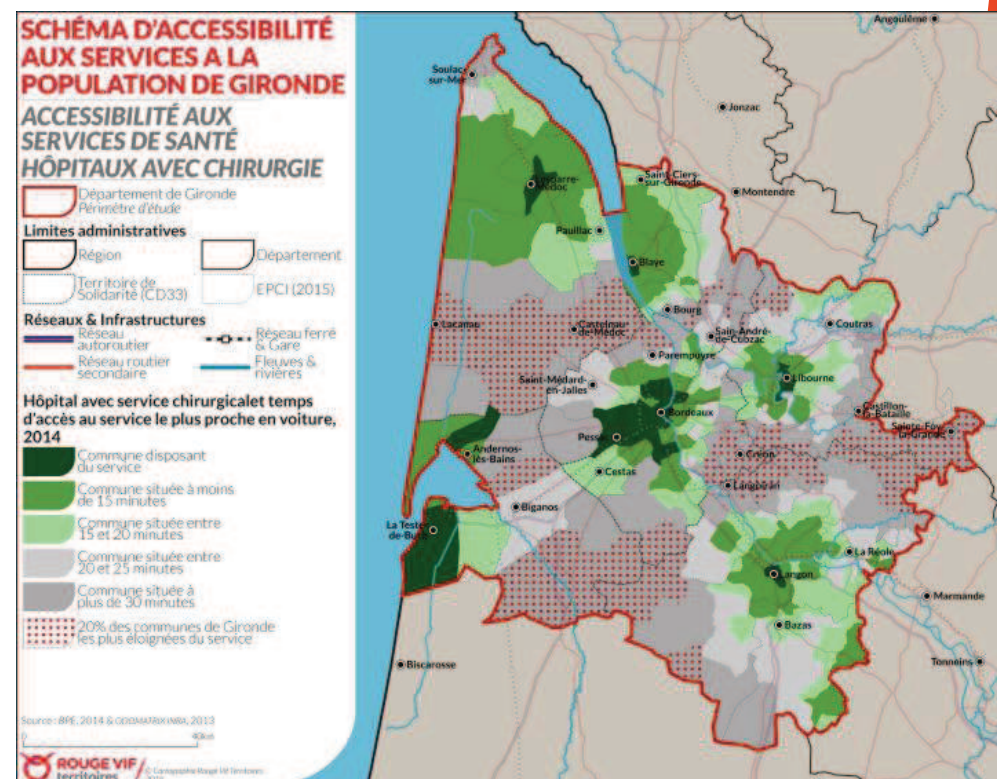 SCHÉMA D'ACCESSIBILITÉ
AUX SERVICES A LA
POPULATION DE GIRONDE
ACCESSIBILITÉ AUX
SERVICES DE SANTÉ
HÔPITAUX AVEC CHIRURGIE
Département de Gironde
Périmètre d'étude
Limites administratives
Région
Département
Territoire de
Solidarité (CD33)
EPCI (2015)
Réseaux & Infrastructures
Réseau
autoroutier
Réseau ferré
& Gare
Réseau routier
secondaire
Fleuves &
rivières
Hôpital avec service chirurgicalet temps
d'accès au service le plus proche en voiture,
2014
Commune disposant
du service
Commune située à moins
de 15 minutes
Commune située entre
15 et 20 minutes
Commune située entre
20 et 25 minutes
Commune située à
plus de 30 minutes
20% des communes de Gironde
les plus éloignées du service
Source : BPE, 2014 & ODOMATRIX INRA, 2013
0 40km
ROUGE VIF
territoires
© Cartographie Rouge Vif Territoires
Angoulême
Soulac-
sur-Mer
Jonzac
Lesparre-
Médoc
Saint-Ciers-
sur-Gironde
Montendre
Pauillac
Blaye
Bourg
Lacanau
Castelnau-
de-Médoc
Coutras
Parempuyre
Saint-Médard-
en-Jalles
Libourne
Bordeaux
Castillon-
la-Bataille
Sainte-Foy-
la-Grande
Andernos-
les-Bains
Créon
Cestas
Langoiran
Biganos
La Teste-
de-Buch
La Réole
Langon
Marmande
Bazas
Biscarosse
Tonneins